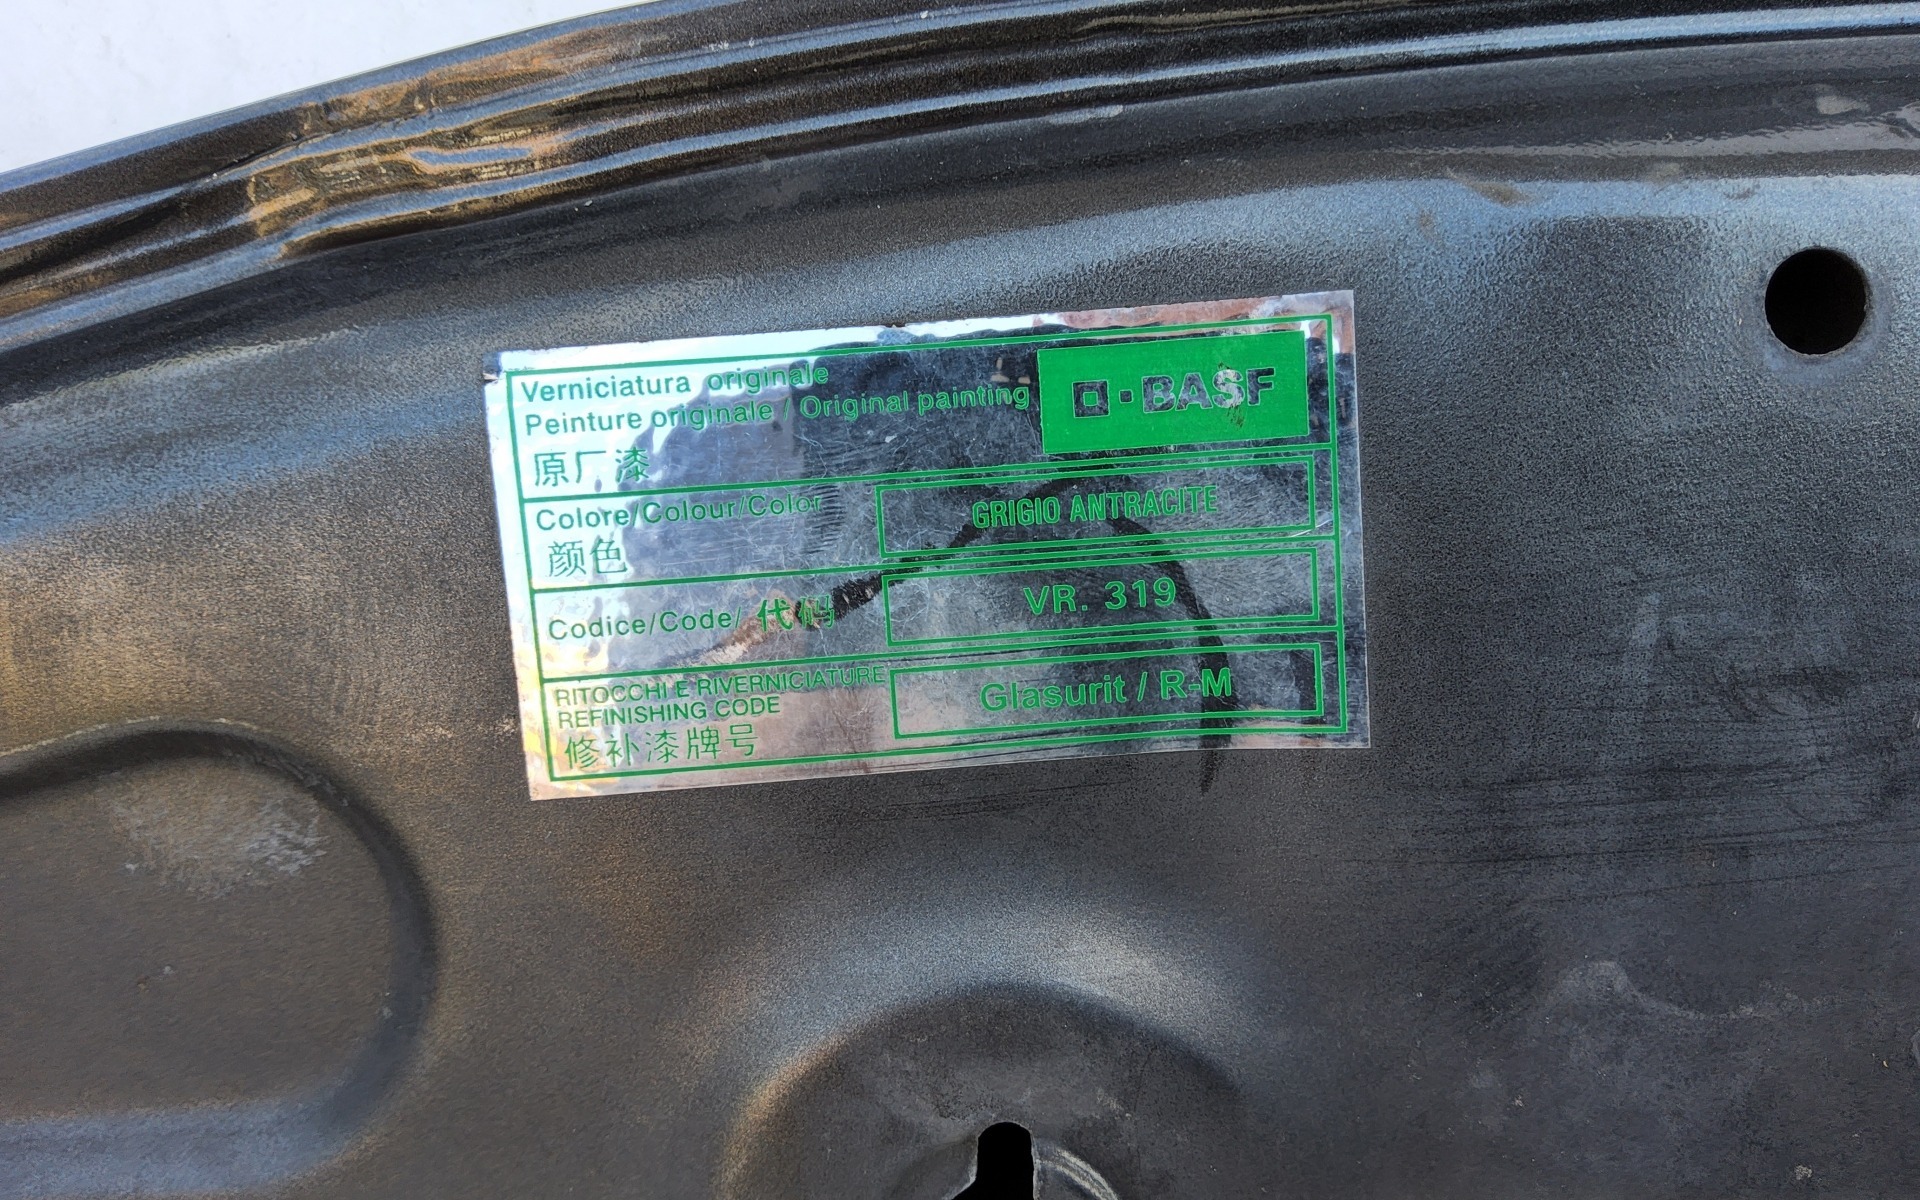 Verniciatura originale
Peinture originale / Original painting
原厂漆
BASF
Colore/Colour/Color
颜色
GRIGIO ANTRACITE
Codice/Code/ 代码
VR. 319
RITOCCHI E RIVERNICIATURE
REFINISHING CODE
修补漆牌号
Glasurit / R-M